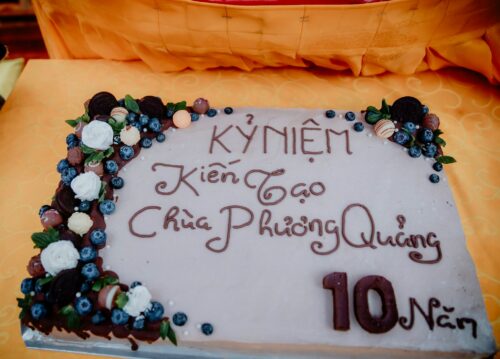 KỶ NIỆM
Kiến Tạo
Chùa Phương Quảng
10 Năm